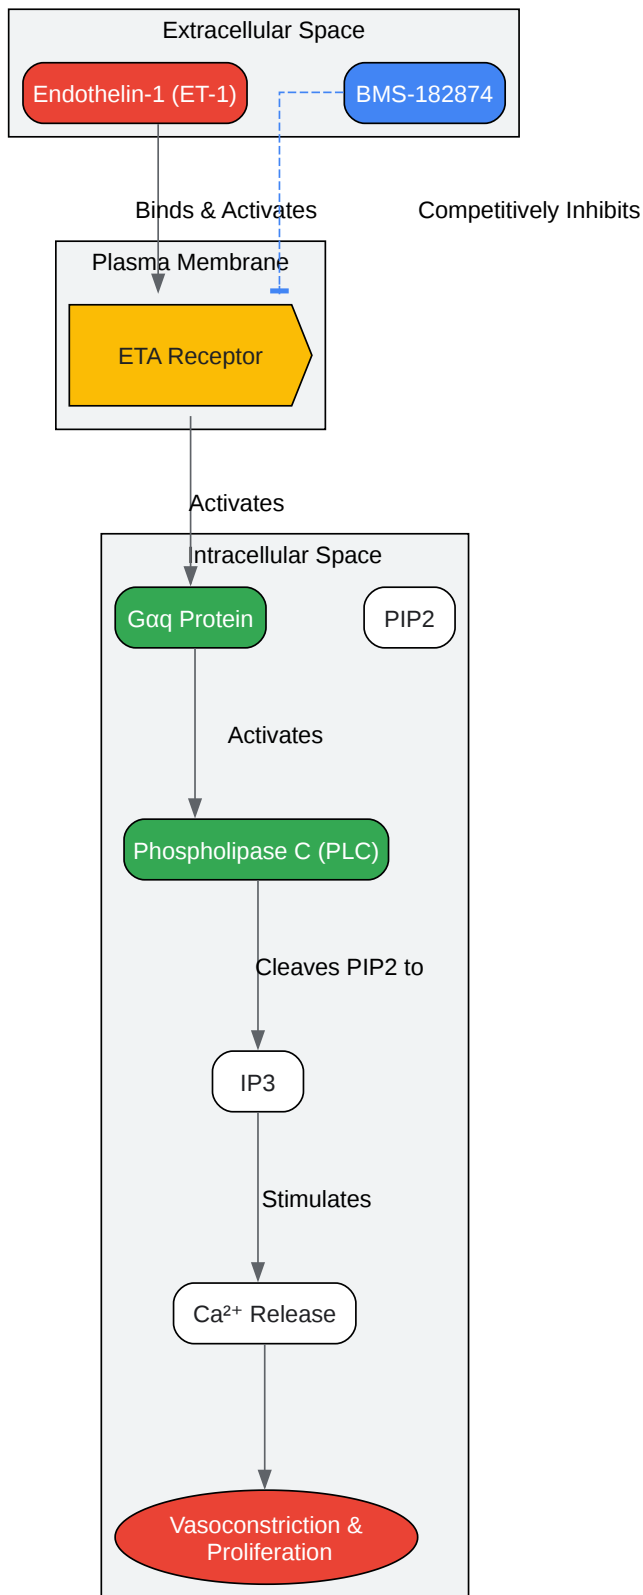 Extracellular Space
Endothelin-1 (ET-1)
BMS-182874
Binds & Activates
Competitively Inhibits
Plasma Membrane
ETA Receptor
Activates
Intracellular Space
Gαq Protein
PIP2
Activates
Phospholipase C (PLC)
Cleaves PIP2 to
IP3
Stimulates
Ca²⁺ Release
Vasoconstriction &
Proliferation